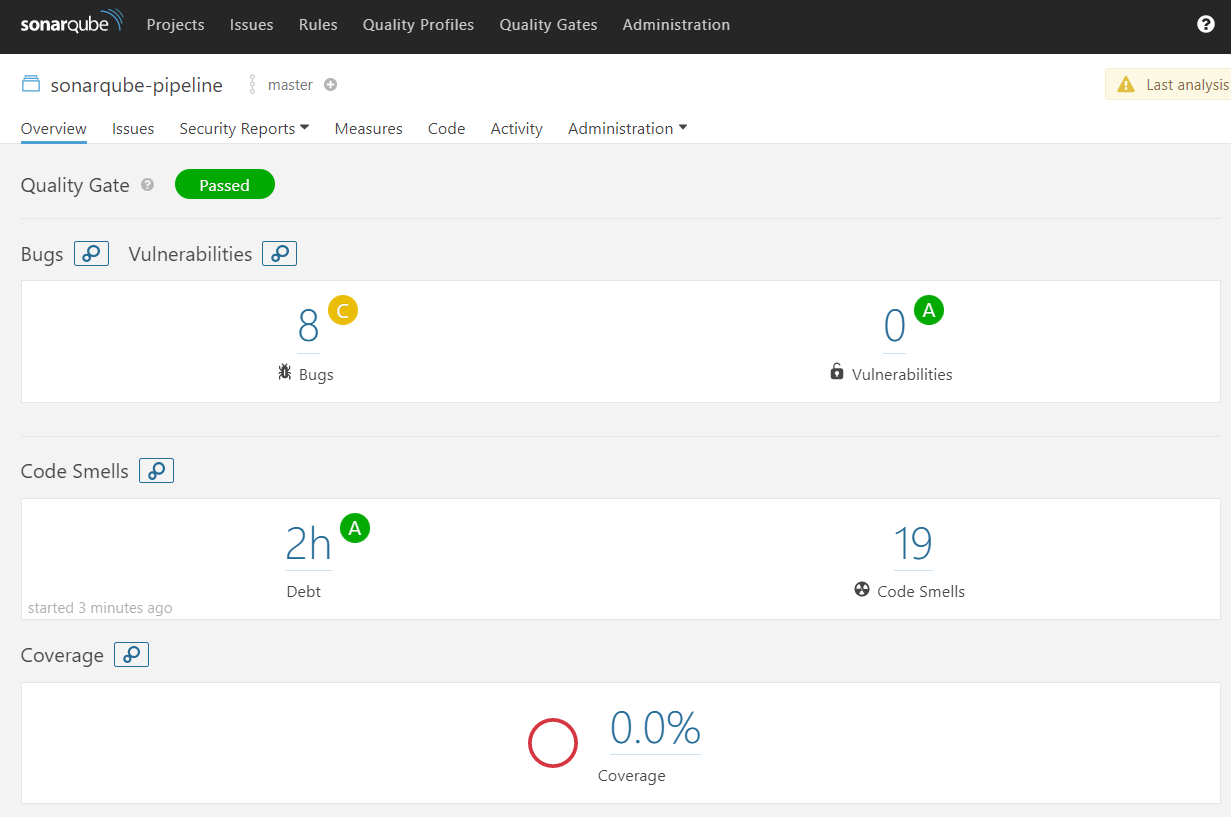 sonarqube Projects Issues Rules Quality Profiles Quality Gates Administration ?
sonarqube-pipeline master Last analysis
Overview Issues Security Reports Measures Code Activity Administration
Quality Gate ? Passed
Bugs Vulnerabilities
8 C 0 A
Bugs Vulnerabilities
Code Smells
2h A 19
Debt Code Smells
started 3 minutes ago
Coverage
0.0%
Coverage